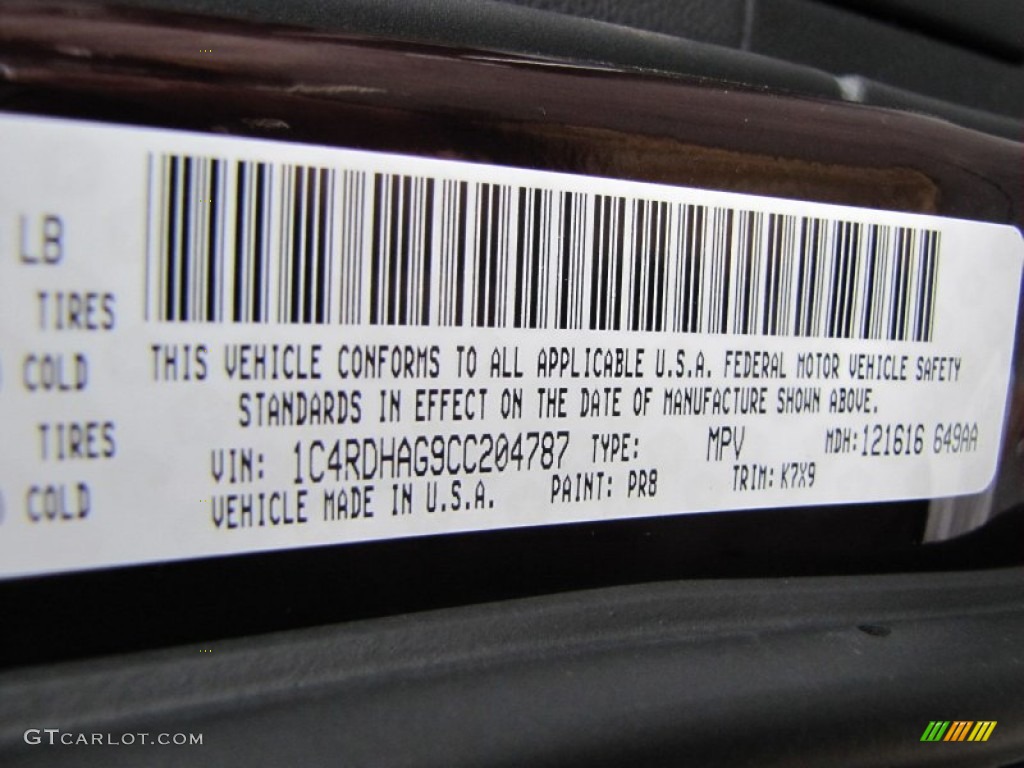 LB
TIRES
COLD
TIRES
COLD
THIS VEHICLE CONFORMS TO ALL APPLICABLE U.S.A. FEDERAL MOTOR VEHICLE SAFETY
STANDARDS IN EFFECT ON THE DATE OF MANUFACTURE SHOWN ABOVE.
VIN: 1C4RDHAG9CC204787 TYPE: MPV MDH: 121616 649AA
VEHICLE MADE IN U.S.A. PAINT: PR8 TRIM: K7X9
GTCARLOT.COM